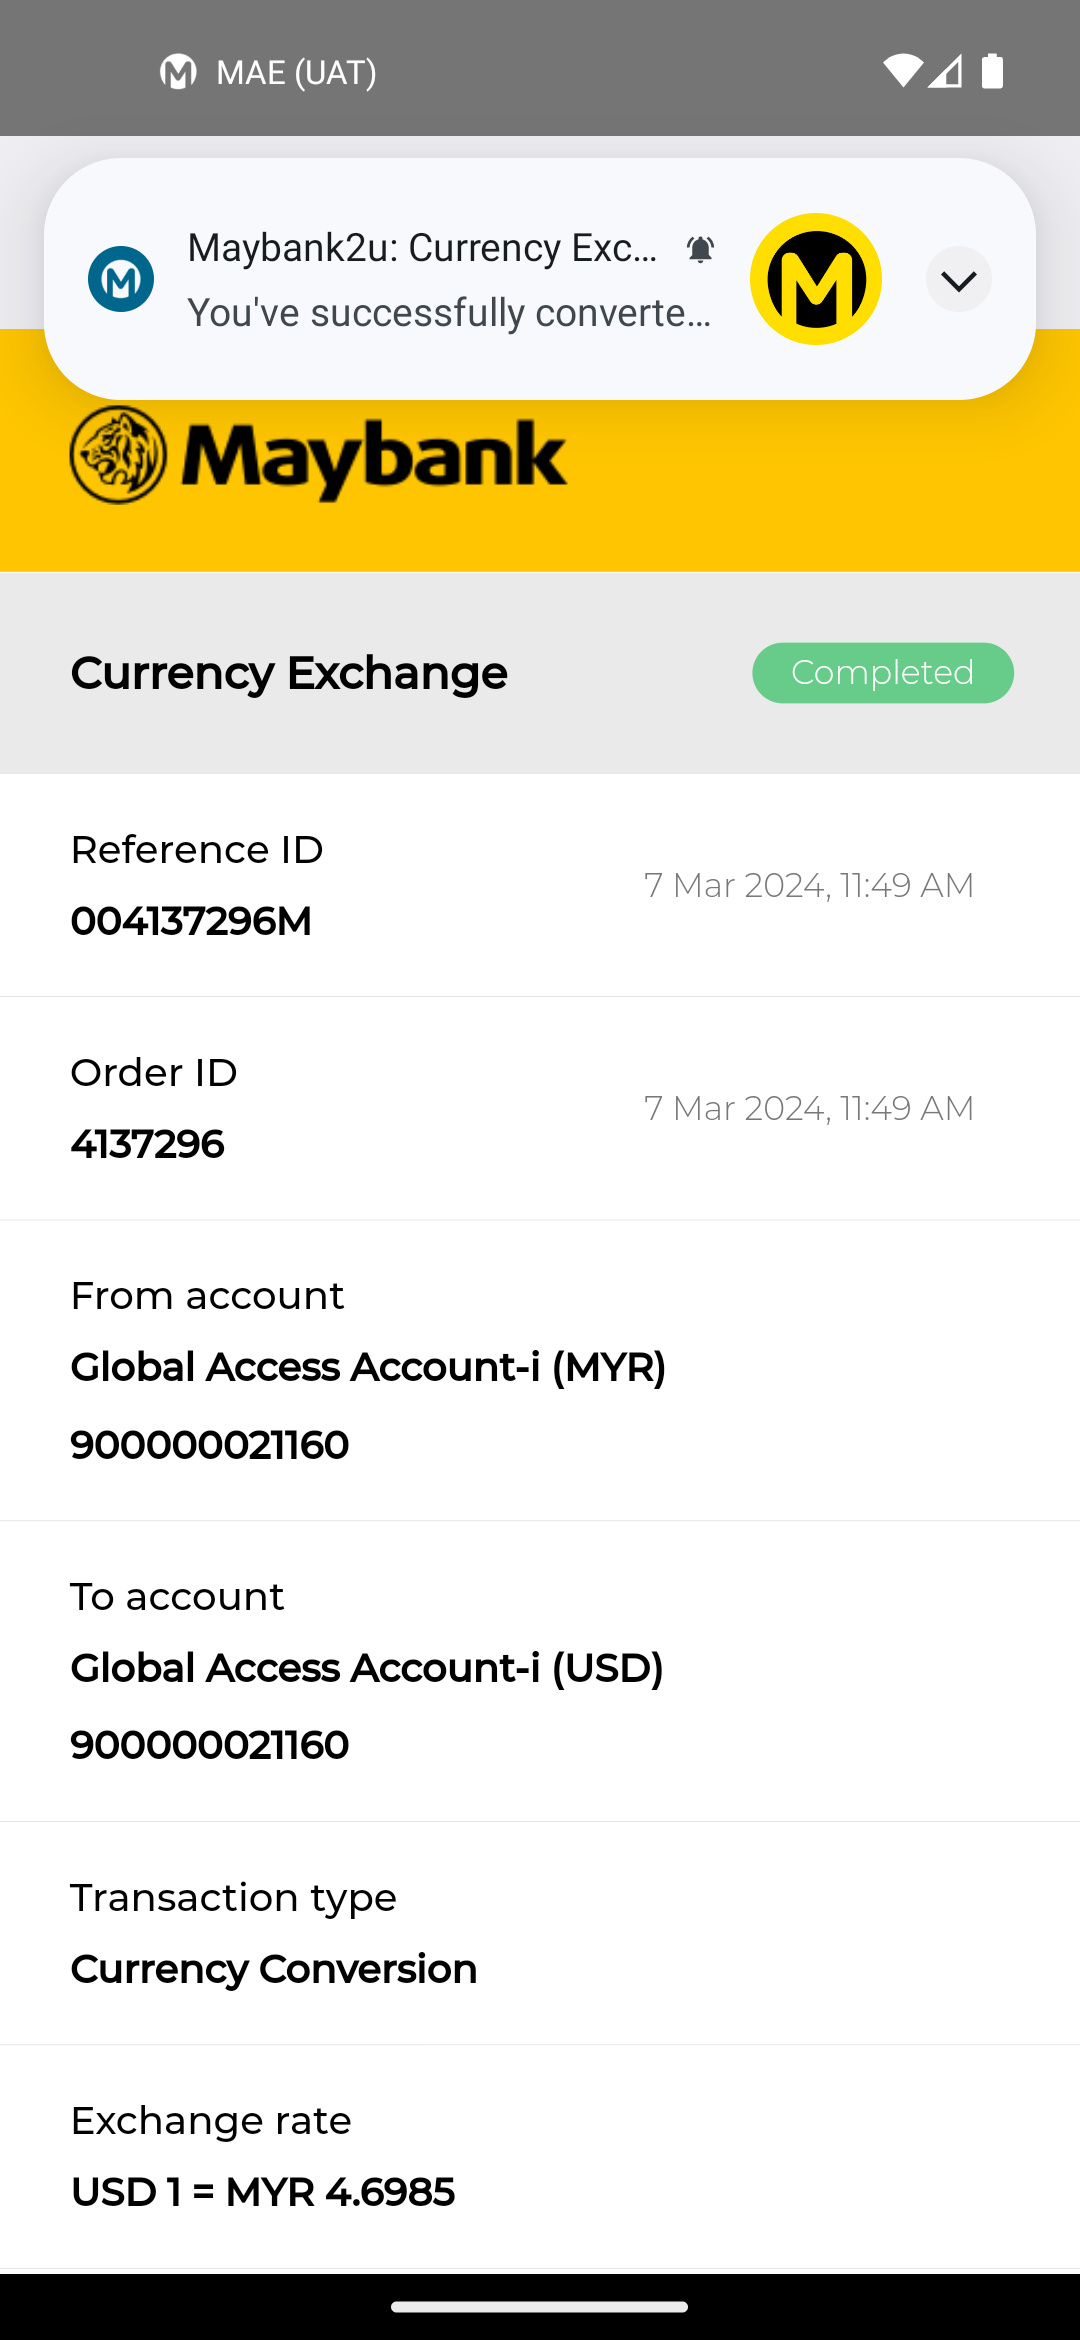 MAE (UAT)
Maybank2u: Currency Exc...
You've successfully converte...
Maybank
Currency Exchange
Completed
Reference ID
7 Mar 2024, 11:49 AM
004137296M
Order ID
7 Mar 2024, 11:49 AM
4137296
From account
Global Access Account-i (MYR)
900000021160
To account
Global Access Account-i (USD)
900000021160
Transaction type
Currency Conversion
Exchange rate
USD 1 = MYR 4.6985